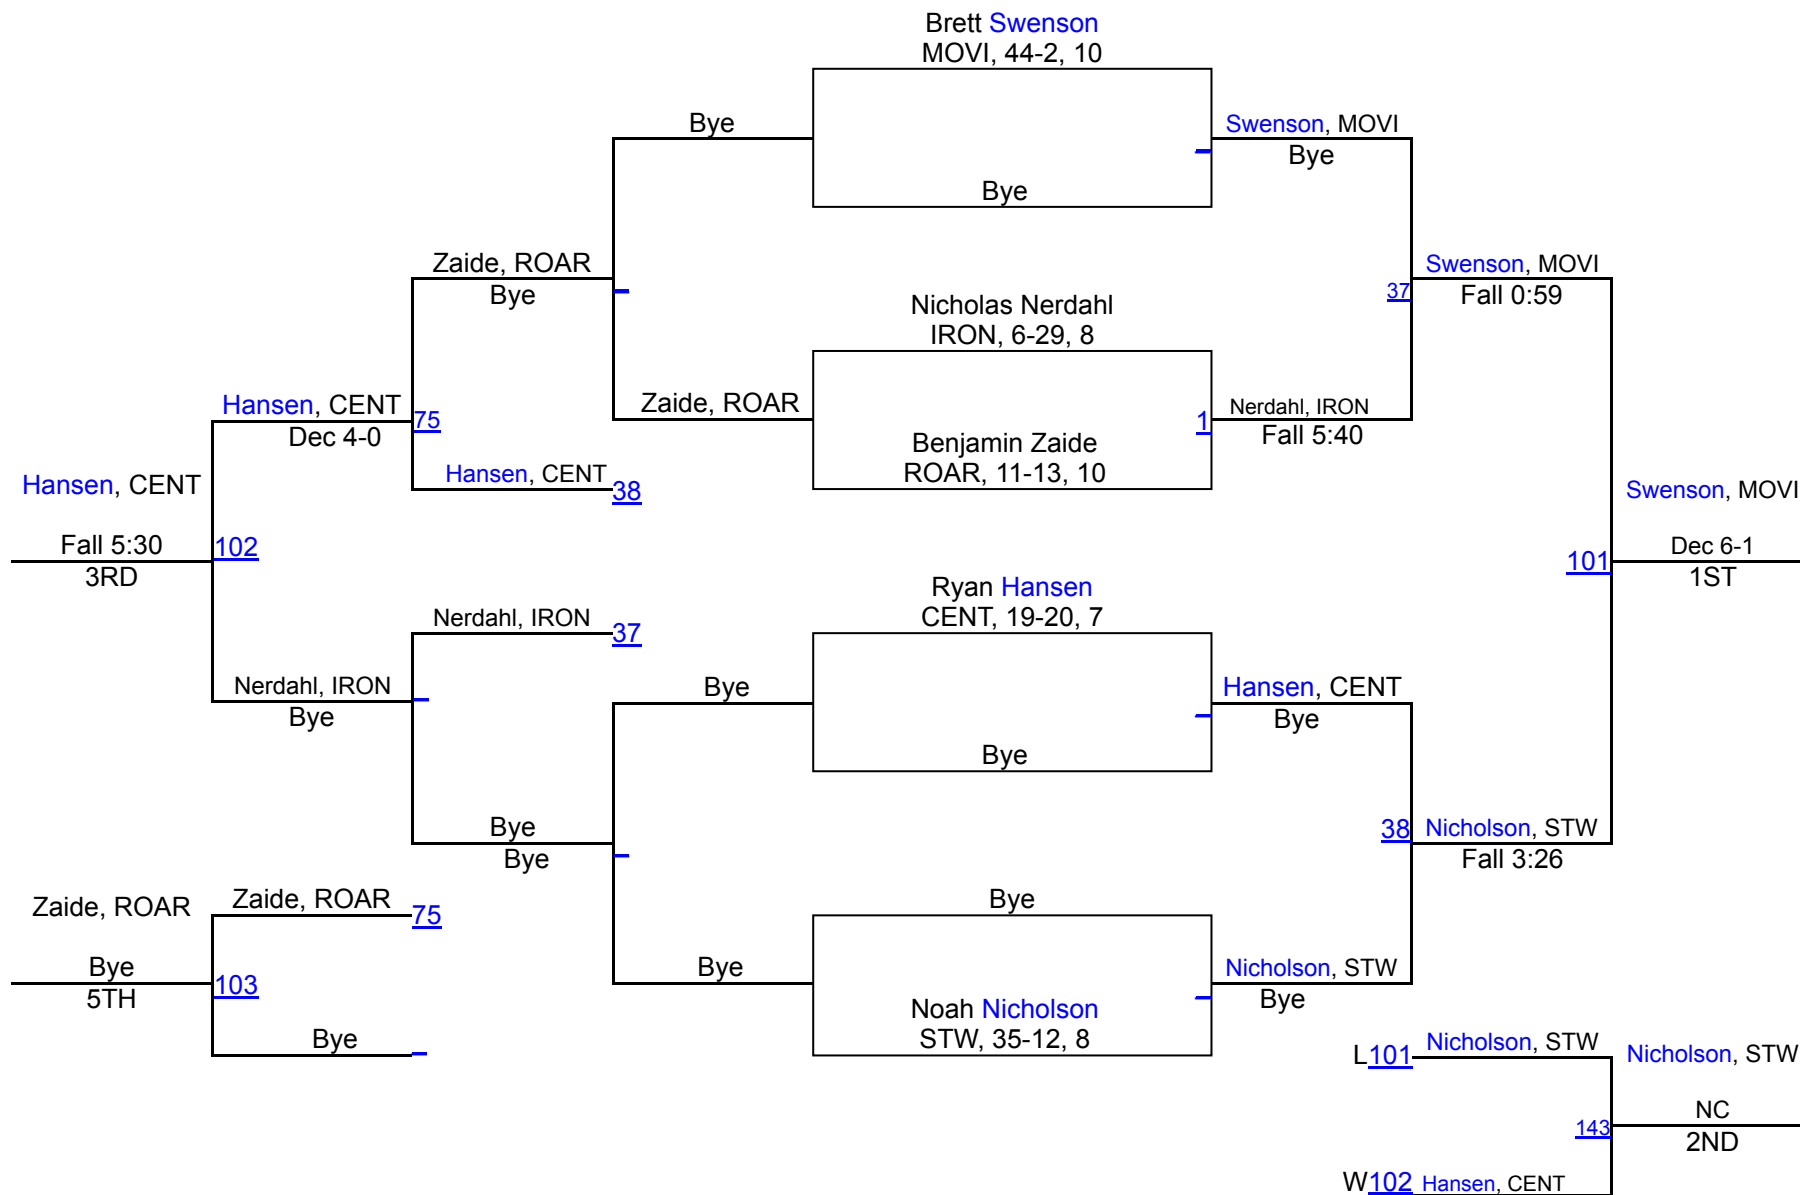 Brett Swenson
MOVI, 44-2, 10
Bye
Swenson, MOVI
Bye
Bye
Zaide, ROAR
Bye
Swenson, MOVI
37
Fall 0:59
Nicholas Nerdahl
IRON, 6-29, 8
Hansen, CENT
75
Dec 4-0
Zaide, ROAR
1
Nerdahl, IRON
Fall 5:40
Benjamin Zaide
ROAR, 11-13, 10
Hansen, CENT
38
Hansen, CENT
Swenson, MOVI
Fall 5:30
102
3RD
101
Dec 6-1
1ST
Ryan Hansen
CENT, 19-20, 7
Nerdahl, IRON
37
Nerdahl, IRON
Bye
Bye
Hansen, CENT
Bye
Bye
Bye
Bye
38
Nicholson, STW
Fall 3:26
Zaide, ROAR
Zaide, ROAR
75
Bye
Bye
103
5TH
Bye
Nicholson, STW
Bye
Noah Nicholson
STW, 35-12, 8
Bye
L101
Nicholson, STW
Nicholson, STW
NC
143
2ND
W102
Hansen, CENT